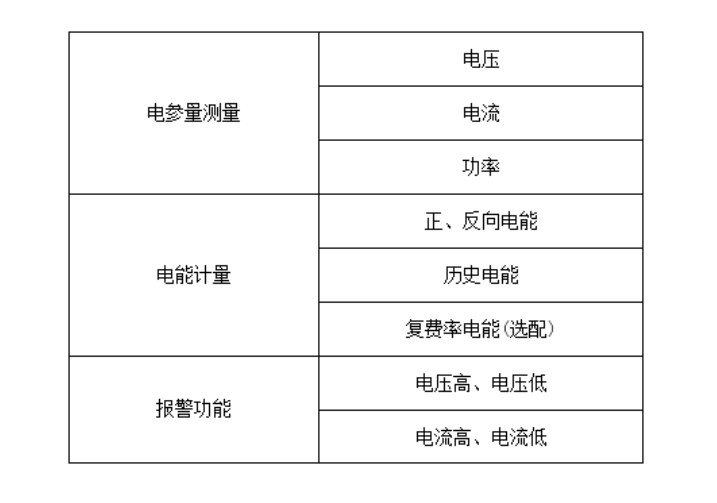 电参量测量
电压
电流
功率
电能计量
正、反向电能
历史电能
复费率电能(选配)
报警功能
电压高、电压低
电流高、电流低